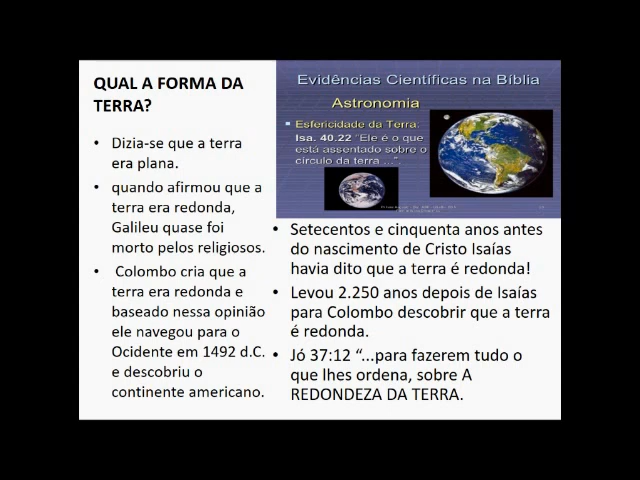 QUAL A FORMA DA
TERRA?
• Dizia-se que a terra
era plana.
• quando afirmou que a
terra era redonda,
Galileu quase foi
morto pelos religiosos.
• Colombo cria que a
terra era redonda e
baseado nessa opinião
ele navegou para o
Ocidente em 1492 d.C.
e descobriu o
continente americano.
Evidências Científicas na Bíblia
Astronomia
Esfericidade da Terra:
Isa. 40.22 "Ele é o que
está assentado sobre o
círculo da terra ...".
• Setecentos e cinquenta anos antes
do nascimento de Cristo Isaías
havia dito que a terra é redonda!
• Levou 2.250 anos depois de Isaías
para Colombo descobrir que a terra
é redonda.
• Jó 37:12 “...para fazerem tudo o
que lhes ordena, sobre A
REDONDEZA DA TERRA.